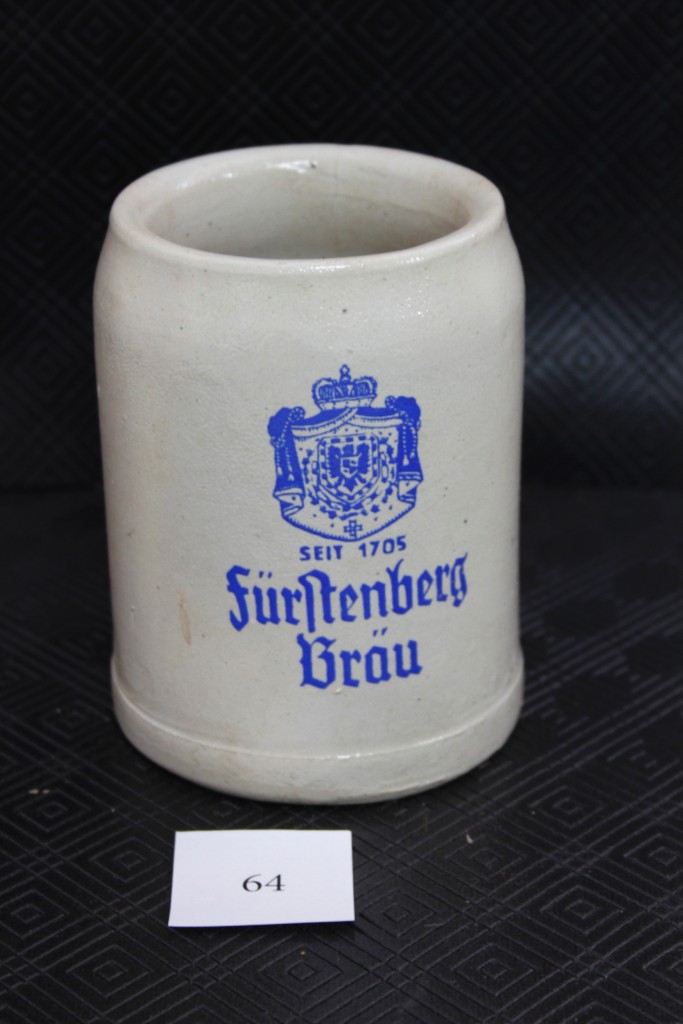 SEIT 1705
Fürstenberg
Bräu
64